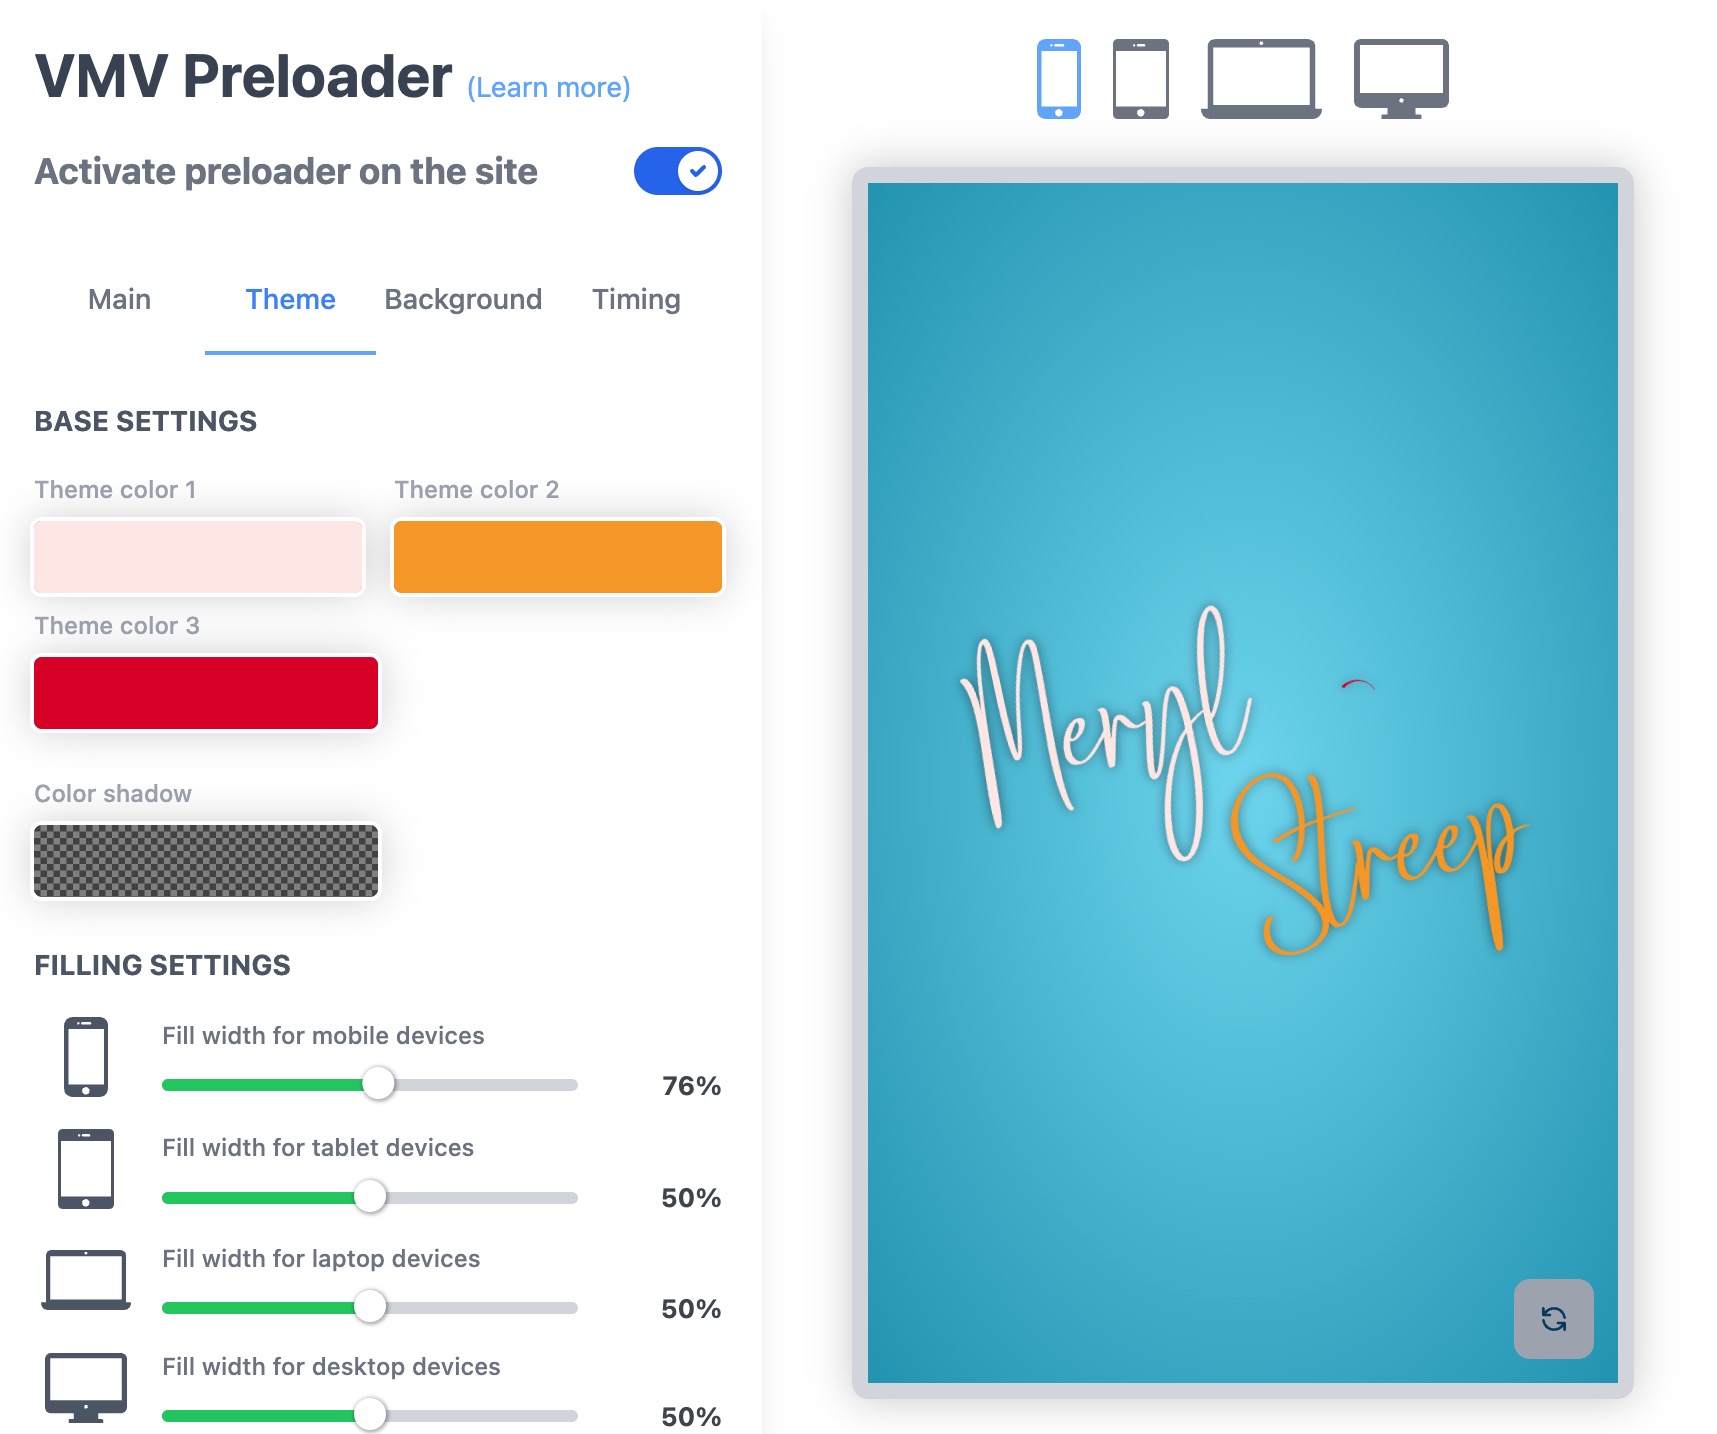 VMV Preloader (Learn more)
Activate preloader on the site
Main Theme Background Timing
BASE SETTINGS
Theme color 1 Theme color 2
Theme color 3
Color shadow
FILLING SETTINGS
Fill width for mobile devices
76%
Fill width for tablet devices
50%
Fill width for laptop devices
50%
Fill width for desktop devices
50%
Meryl
Streep